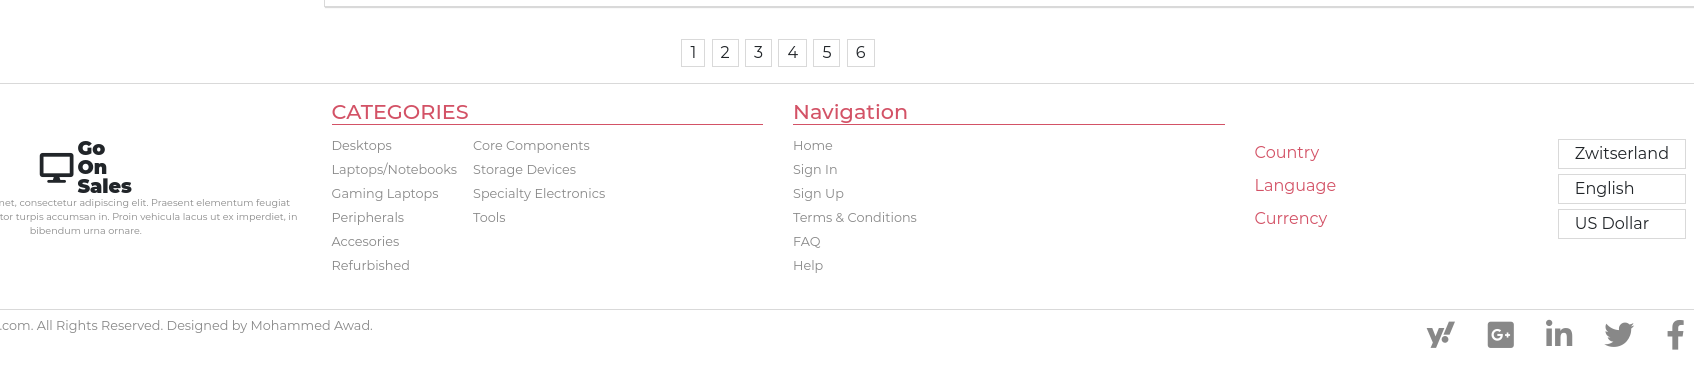 1 2 3 4 5 6
Go
On
Sales
consectetur adipiscing elit. Praesent elementum feugiat
turpis accumsan in. Proin vehicula lacus ut ex imperdiet, in
bibendum urna ornare.
CATEGORIES
Desktops
Laptops/Notebooks
Gaming Laptops
Peripherals
Accesories
Refurbished
Core Components
Storage Devices
Specialty Electronics
Tools
Navigation
Home
Sign In
Sign Up
Terms & Conditions
FAQ
Help
Country Zwitserland
Language English
Currency US Dollar
.com. All Rights Reserved. Designed by Mohammed Awad.